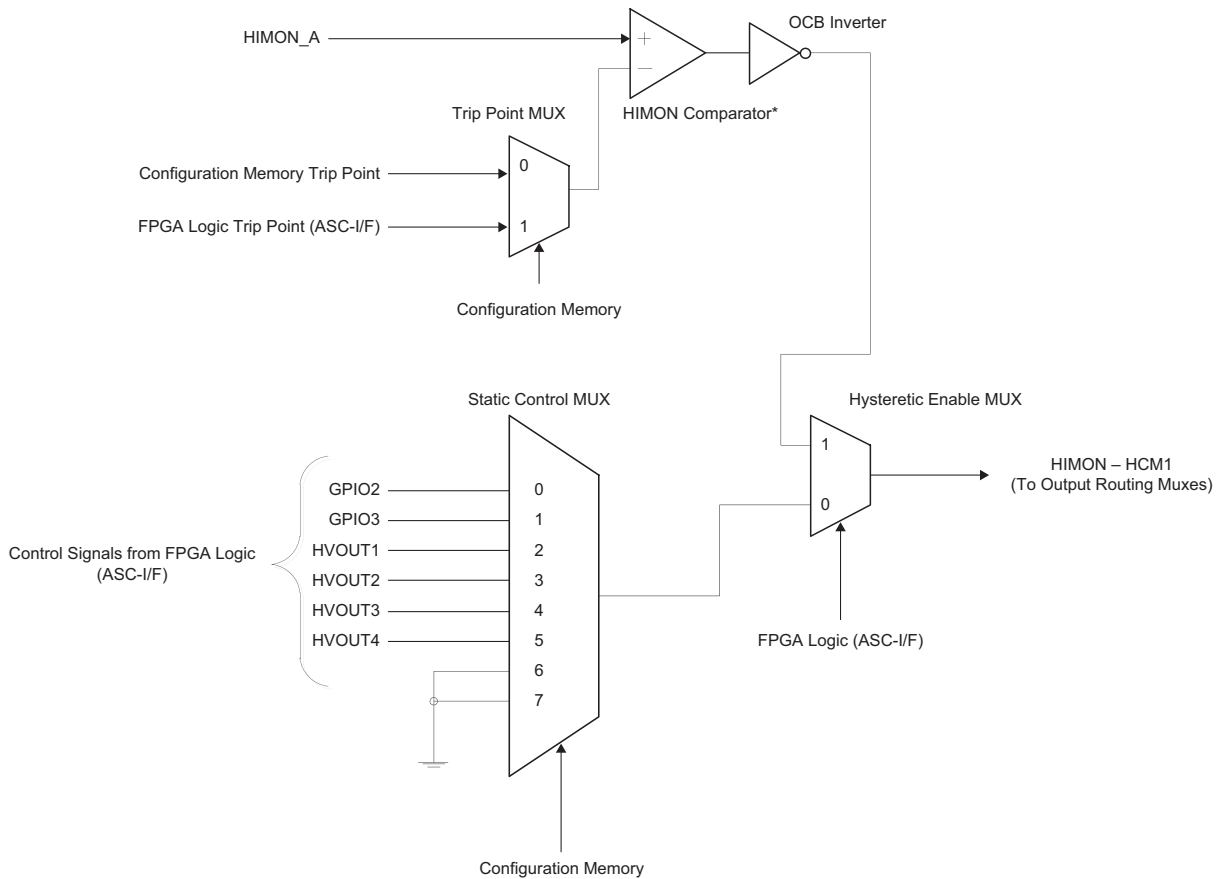 OCB Inverter
HIMON_A
+
−
Trip Point MUX
HIMON Comparator*
Configuration Memory Trip Point
0
FPGA Logic Trip Point (ASC-I/F)
1
Configuration Memory
Static Control MUX
Hysteretic Enable MUX
1
0
HIMON – HCM1
(To Output Routing Muxes)
GPIO2
0
GPIO3
1
HVOUT1
2
HVOUT2
3
HVOUT3
4
HVOUT4
5
6
7
Control Signals from FPGA Logic
(ASC-I/F)
FPGA Logic (ASC-I/F)
Configuration Memory